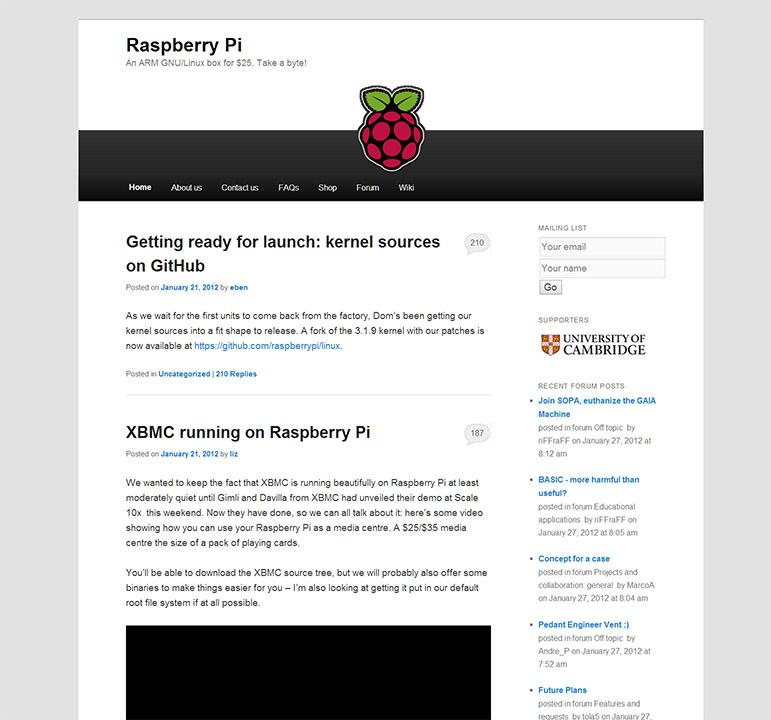 Raspberry Pi
An ARM GNU/Linux box for $25. Take a byte!
Home About us Contact us FAQs Shop Forum Wiki
Getting ready for launch: kernel sources
on GitHub
210
Posted on January 21, 2012 by eben
As we wait for the first units to come back from the factory, Dom's been getting our
kernel sources into a fit shape to release. A fork of the 3.1.9 kernel with our patches is
now available at https://github.com/raspberrypi/linux.
Posted in Uncategorized | 210 Replies
XBMC running on Raspberry Pi
187
Posted on January 21, 2012 by liz
We wanted to keep the fact that XBMC is running beautifully on Raspberry Pi at least
moderately quiet until Gimli and Davilla from XBMC had unveiled their demo at Scale
10x this weekend. Now they have done, so we can all talk about it: here's some video
showing how you can use your Raspberry Pi as a media centre. A $25/$35 media
centre the size of a pack of playing cards.
You'll be able to download the XBMC source tree, but we will probably also offer some
binaries to make things easier for you – I'm also looking at getting it put in our default
root file system if at all possible.
MAILING LIST
Your email
Your name
Go
SUPPORTERS
UNIVERSITY OF
CAMBRIDGE
RECENT FORUM POSTS
Join SOPA, euthanize the GAIA
Machine
posted in forum Off topic by
riFFraFF on January 27, 2012 at
8:12 am
BASIC - more harmful than
useful?
posted in forum Educational
applications by riFFraFF on
January 27, 2012 at 8:05 am
Concept for a case
posted in forum Projects and
collaboration: general by MarcoA
on January 27, 2012 at 8:04 am
Pedant Engineer Vent :)
posted in forum Off topic by
Andre_P on January 27, 2012 at
7:52 am
Future Plans
posted in forum Features and
requests by tola5 on January 27,